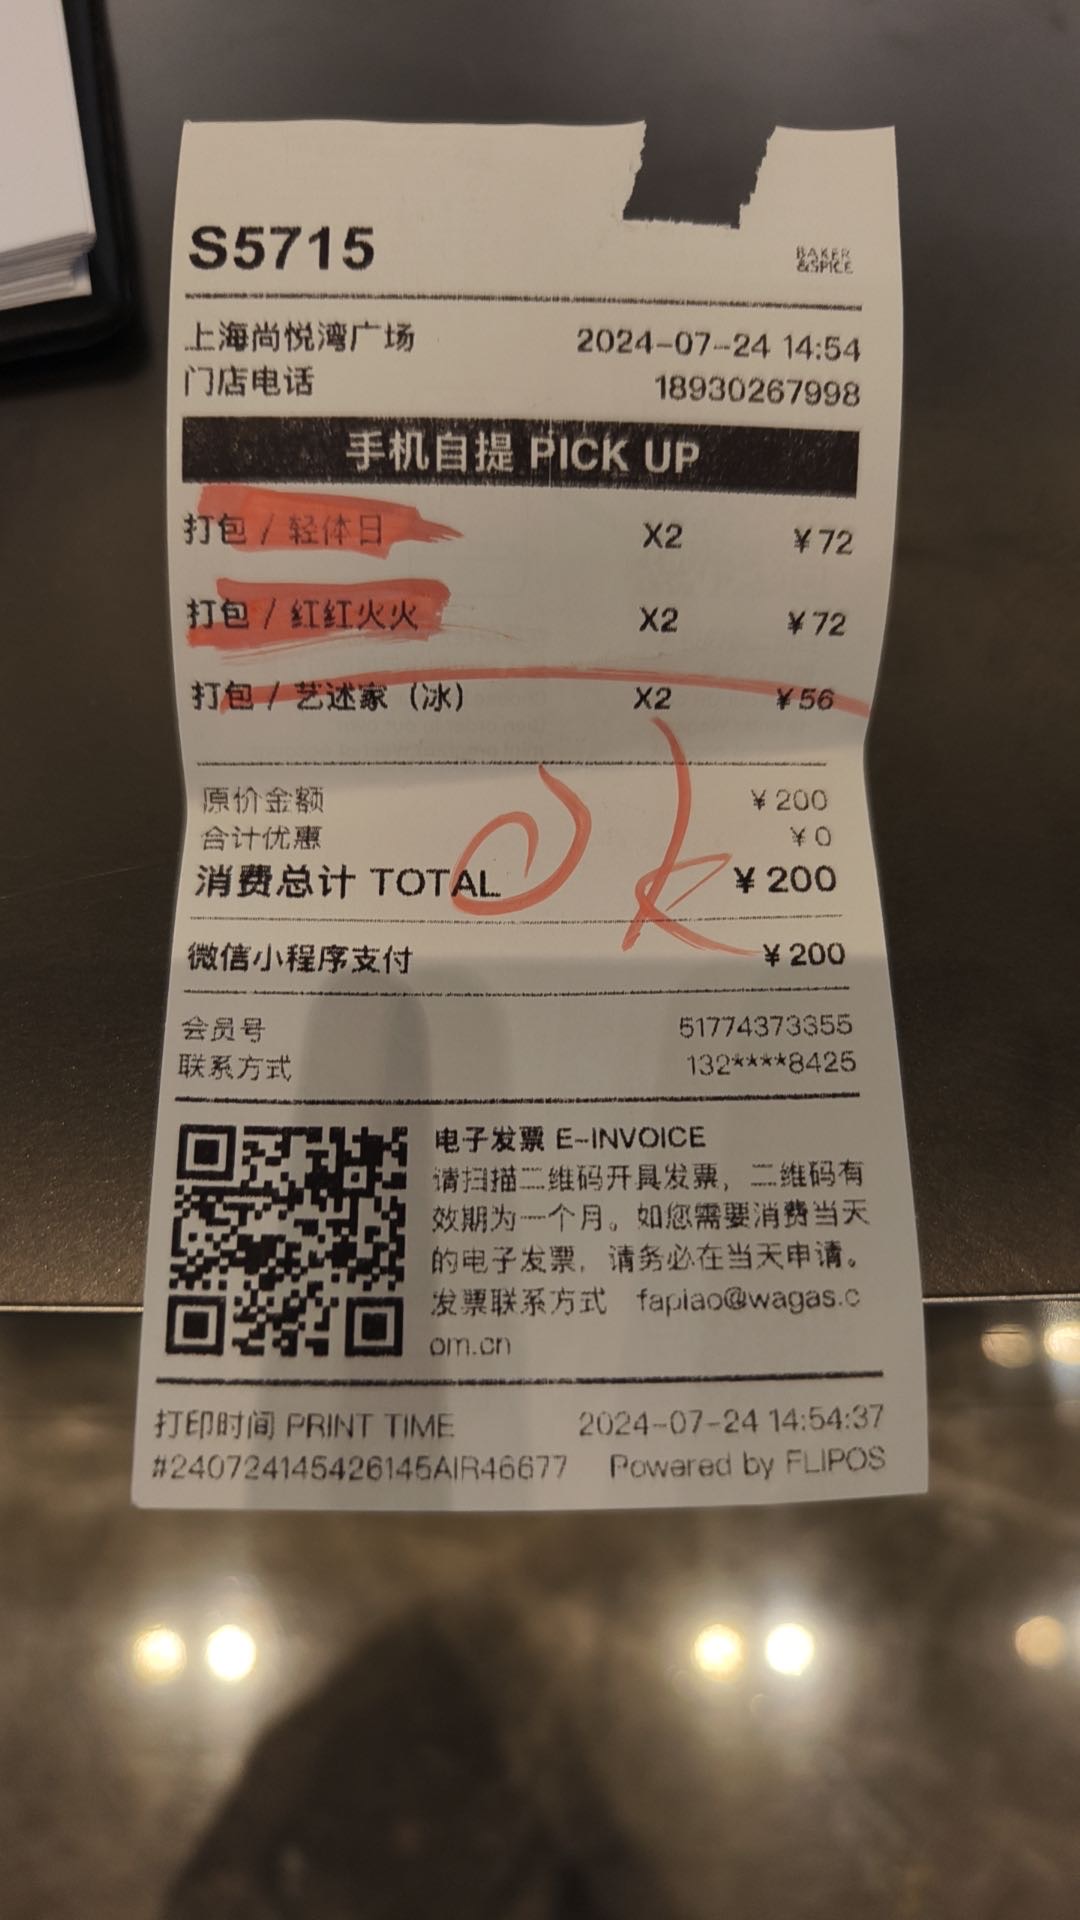 S5715
BAKER
&SPICE
上海尚悦湾广场 2024-07-24 14:54
门店电话 18930267998
手机自提 PICK UP
打包 / 轻体日 X2 ¥72
打包 / 红红火火 X2 ¥72
打包 / 艺述家（冰） X2 ¥56
原价金额 ¥200
合计优惠 ¥0
消费总计 TOTAL ¥200
微信小程序支付 ¥200
会员号 51774373355
联系方式 132****8425
电子发票 E-INVOICE
请扫描二维码开具发票，二维码有
效期为一个月。如您需要消费当天
的电子发票，请务必在当天申请。
发票联系方式 fapiao@wagas.c
om.cn
打印时间 PRINT TIME 2024-07-24 14:54:37
#240724145426145AIR46677 Powered by FLIPOS